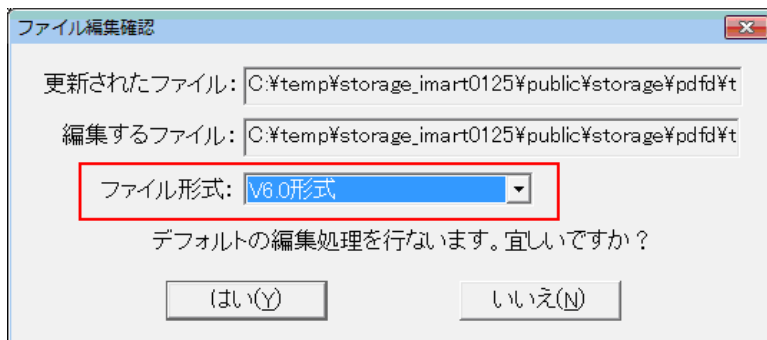 ファイル編集確認
更新されたファイル: C:¥temp¥storage_imart0125¥public¥storage¥pdfd¥t
編集するファイル: C:¥temp¥storage_imart0125¥public¥storage¥pdfd¥t
ファイル形式: V6.0形式
デフォルトの編集処理を行ないます。宜しいですか？
はい(Y) いいえ(N)